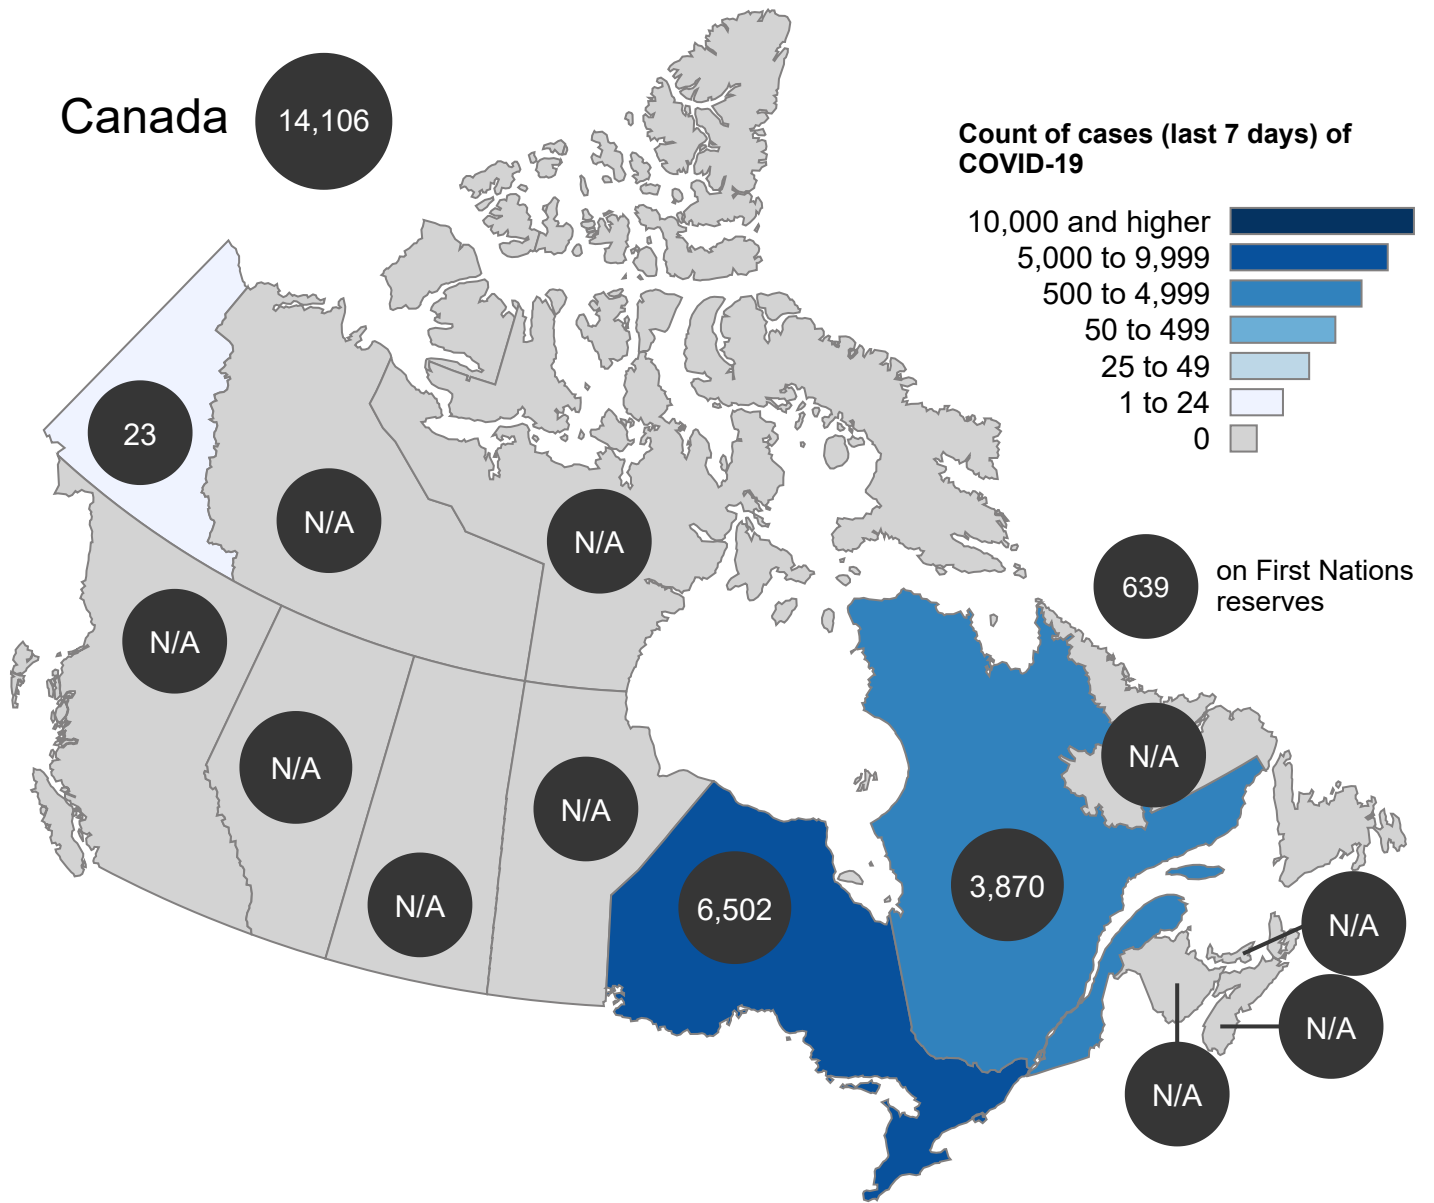 Canada
14,106
Count of cases (last 7 days) of
COVID-19
10,000 and higher
5,000 to 9,999
500 to 4,999
50 to 499
25 to 49
1 to 24
0
23
N/A
N/A
639
on First Nations
reserves
N/A
N/A
N/A
N/A
N/A
6,502
3,870
N/A
N/A
N/A